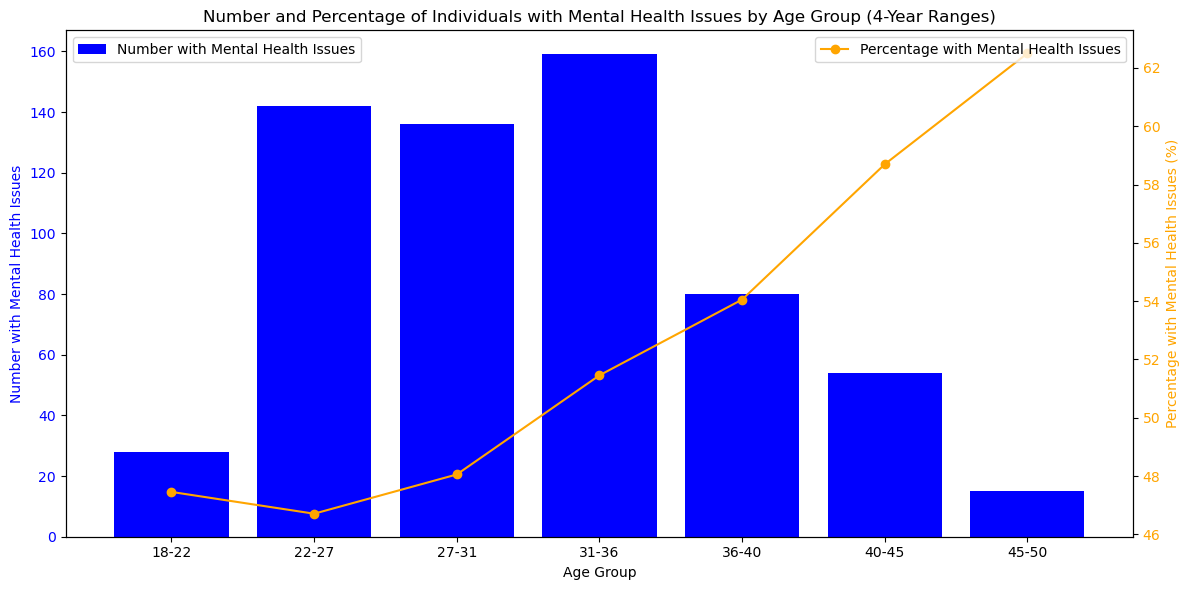 Number and Percentage of Individuals with Mental Health Issues by Age Group (4-Year Ranges)
Number with Mental Health Issues
Percentage with Mental Health Issues
Number with Mental Health Issues
160
140
120
100
80
60
40
20
0
62
60
58
56
54
52
50
48
46
Percentage with Mental Health Issues (%)
18-22 22-27 27-31 31-36 36-40 40-45 45-50
Age Group